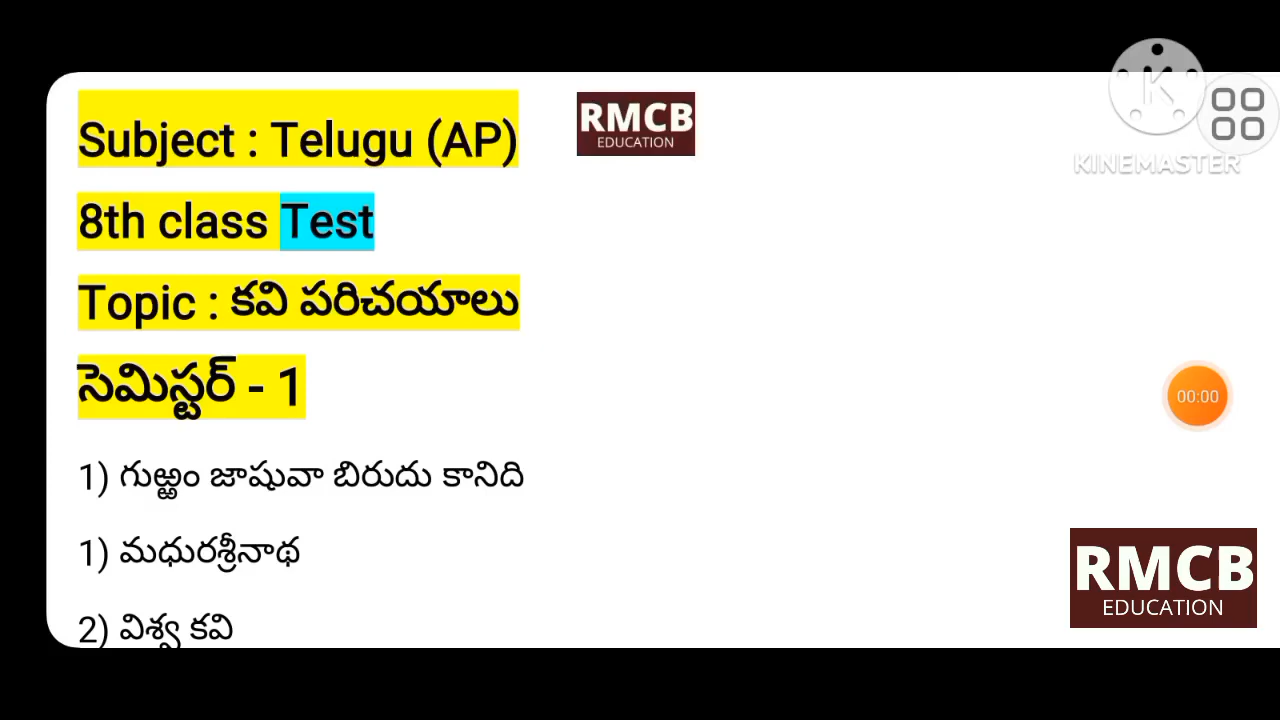 Subject : Telugu (AP)
RMCB
EDUCATION
KINEMASTER
8th class Test
Topic : కవి పరిచయాలు
సెమిస్టర్ - 1
00:00
1) గుఱ్ఱం జాషువా బిరుదు కానిది
1) మధురశ్రీనాథ
2) విశ్వ కవి
RMCB
EDUCATION